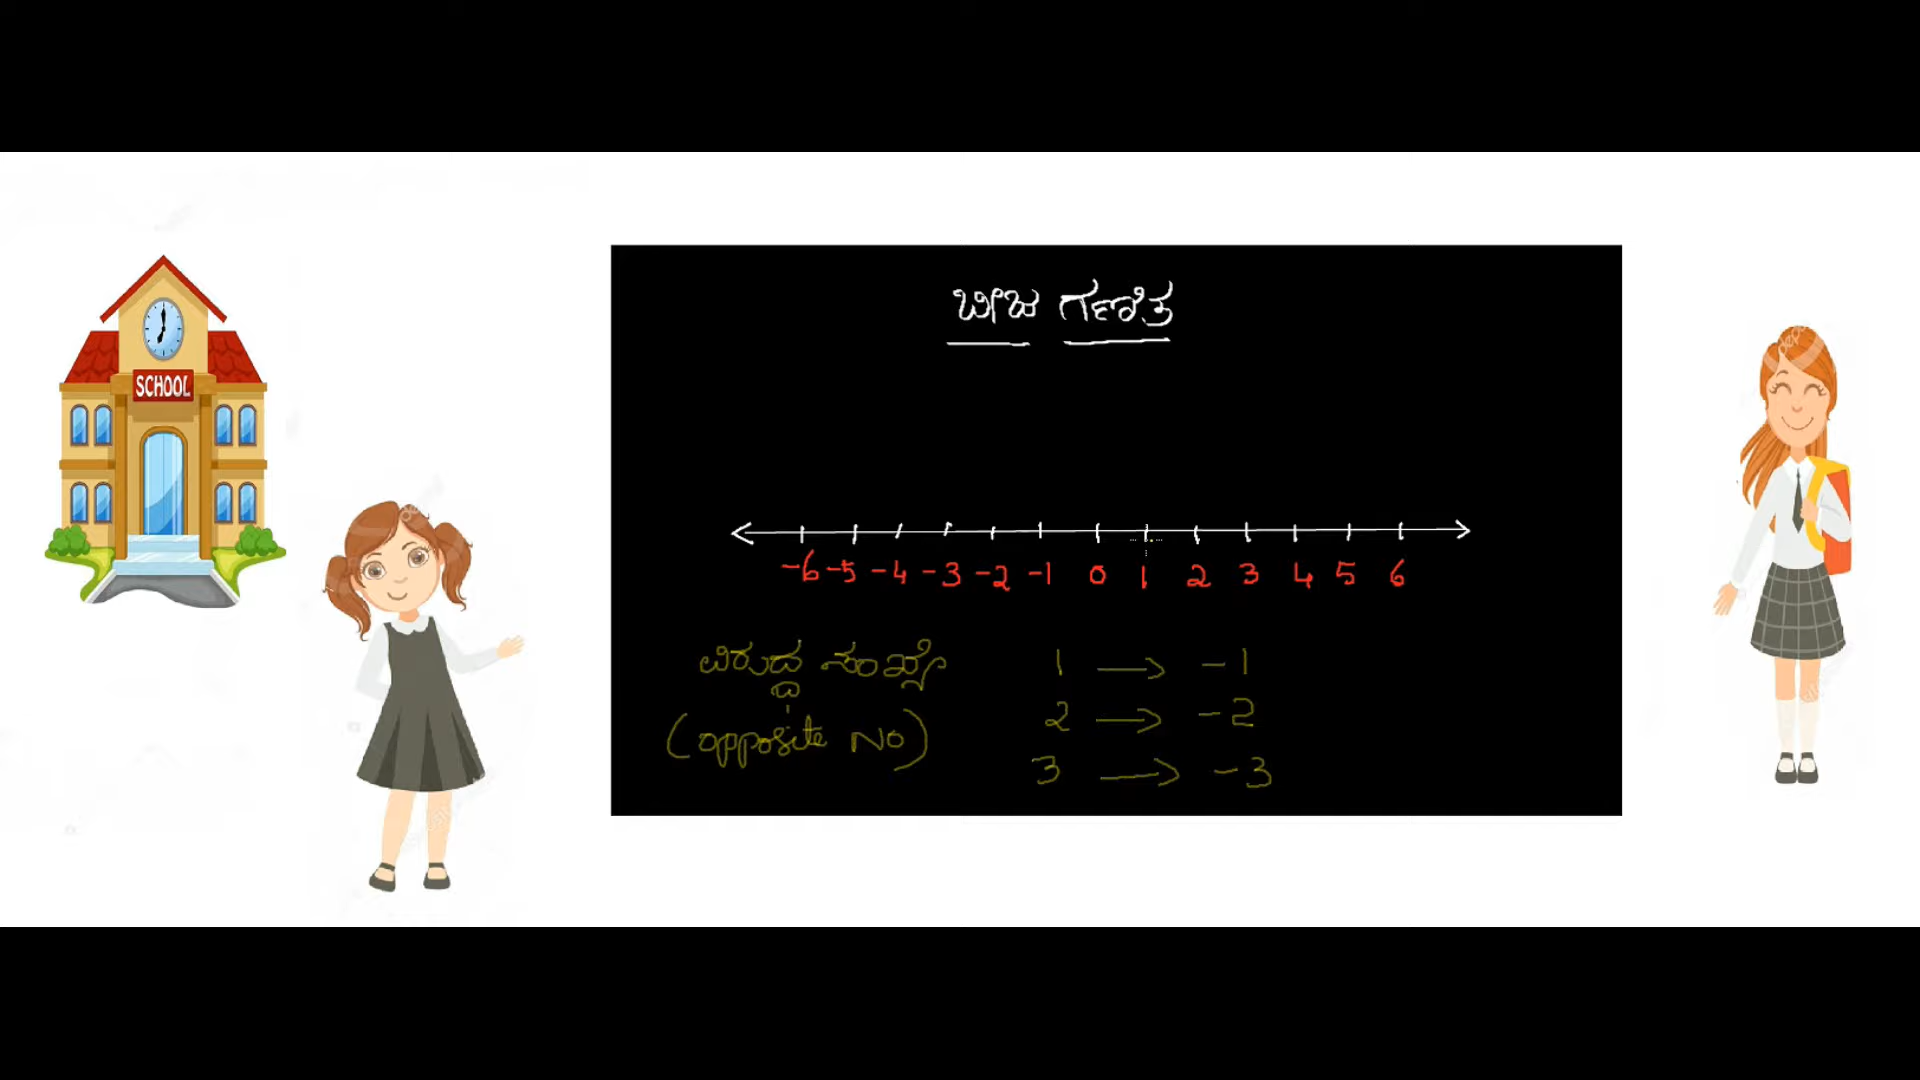 SCHOOL
ಬೀಜ ಗಣಿತ
-6 -5 -4 -3 -2 -1 0 1 2 3 4 5 6
ವಿರುದ್ಧ ಸಂಖ್ಯೆ
(opposite No)
1 → -1
2 → -2
3 → -3